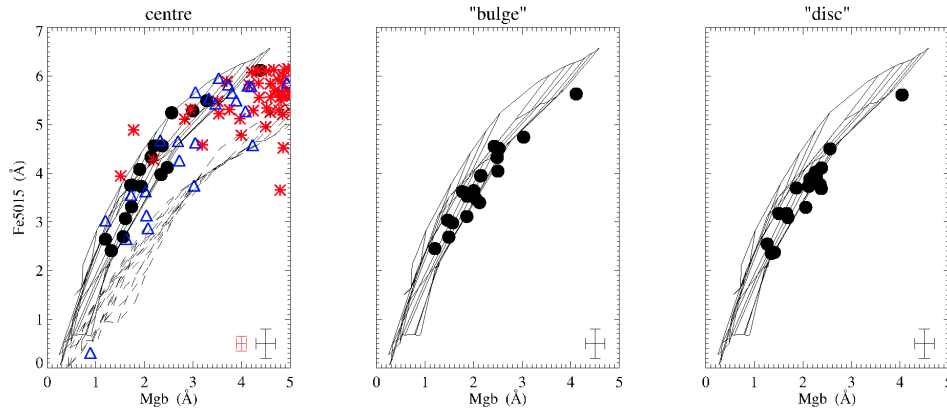 centre
"bulge"
"disc"
7
6
5
4
3
2
1
0
Fe5015 (Å)
0 1 2 3 4 5
0 1 2 3 4 5
0 1 2 3 4 5
Mgb (Å)
Mgb (Å)
Mgb (Å)